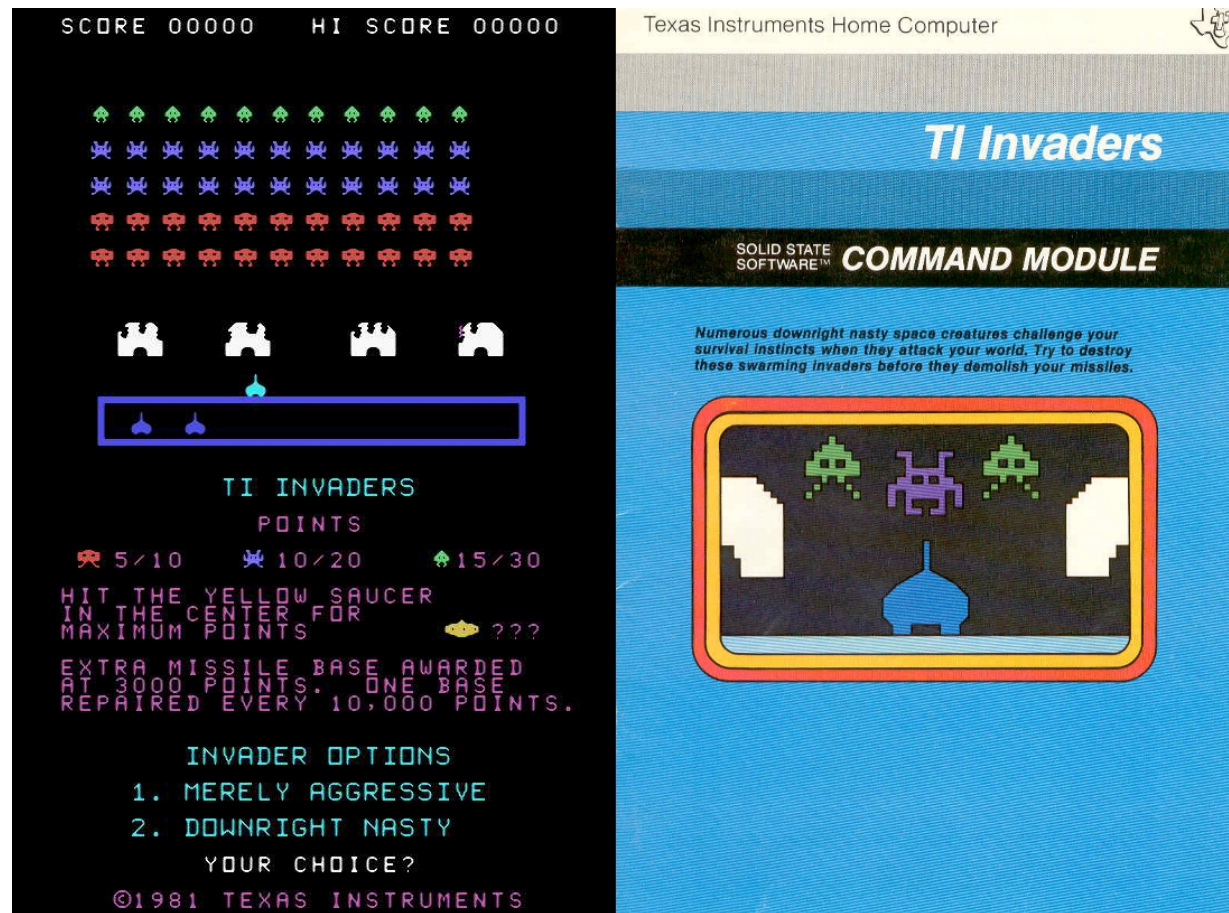 SCORE 00000 HI SCORE 00000
TI INVADERS
POINTS
5/10 10/20 15/30
HIT THE YELLOW SAUCER
IN THE CENTER FOR
MAXIMUM POINTS ???
EXTRA MISSILE BASE AWARDED
AT 3000 POINTS. ONE BASE
REPAIRED EVERY 10,000 POINTS.
INVADER OPTIONS
1. MERELY AGGRESSIVE
2. DOWNRIGHT NASTY
YOUR CHOICE?
©1981 TEXAS INSTRUMENTS
Texas Instruments Home Computer
TI Invaders
SOLID STATE
SOFTWARE™ COMMAND MODULE
Numerous downright nasty space creatures challenge your
survival instincts when they attack your world. Try to destroy
these swarming invaders before they demolish your missiles.